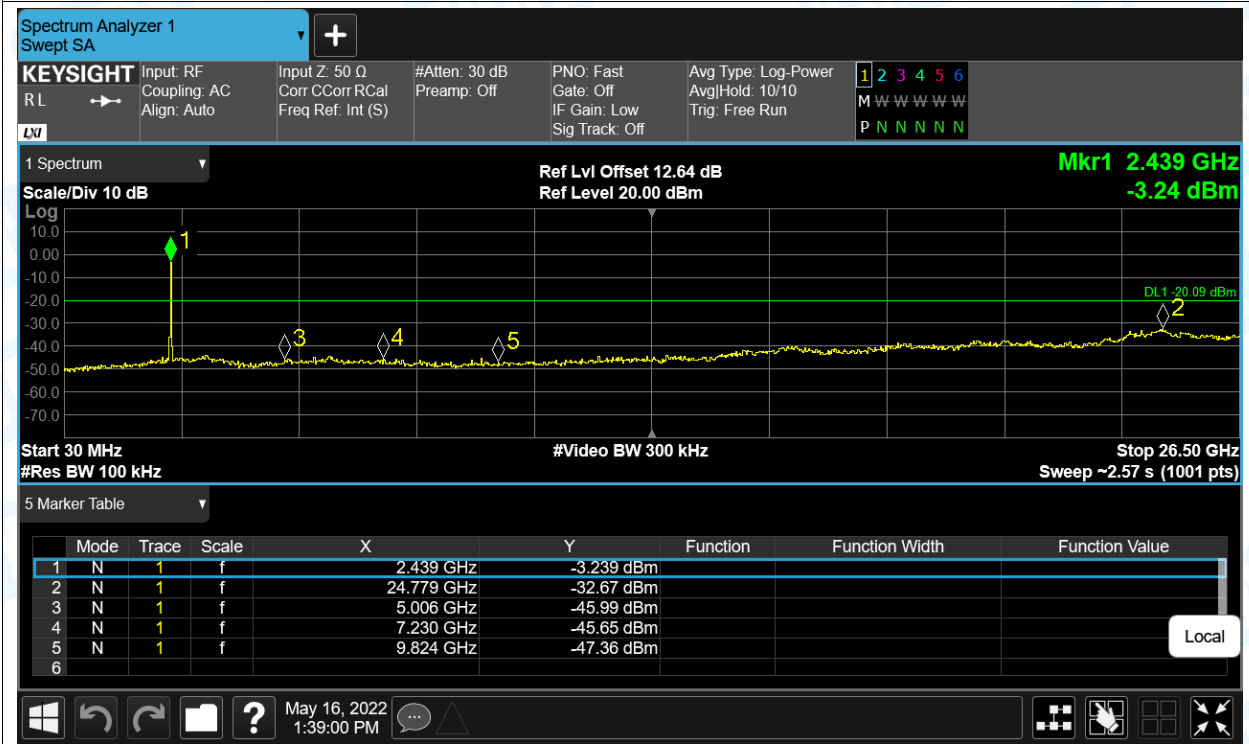 Spectrum Analyzer 1
Swept SA
KEYSIGHT
R L
LXI
Input: RF
Coupling: AC
Align: Auto
Input Z: 50 Ω
Corr CCorr RCal
Freq Ref: Int (S)
#Atten: 30 dB
Preamp: Off
PNO: Fast
Gate: Off
IF Gain: Low
Sig Track: Off
Avg Type: Log-Power
Avg|Hold: 10/10
Trig: Free Run
1 2 3 4 5 6
M W W W W W
P N N N N N
1 Spectrum
Scale/Div 10 dB
Ref Lvl Offset 12.64 dB
Ref Level 20.00 dBm
Mkr1 2.439 GHz
-3.24 dBm
Log
10.0
0.00
-10.0
-20.0
-30.0
-40.0
-50.0
-60.0
-70.0
1
3
4
5
DL1 -20.09 dBm
2
Start 30 MHz
#Video BW 300 kHz
Stop 26.50 GHz
#Res BW 100 kHz
Sweep ~2.57 s (1001 pts)
5 Marker Table
Mode Trace Scale X Y Function Function Width Function Value
1 N 1 f 2.439 GHz -3.239 dBm
2 N 1 f 24.779 GHz -32.67 dBm
3 N 1 f 5.006 GHz -45.99 dBm
4 N 1 f 7.230 GHz -45.65 dBm
5 N 1 f 9.824 GHz -47.36 dBm
6
Local
?
May 16, 2022
1:39:00 PM